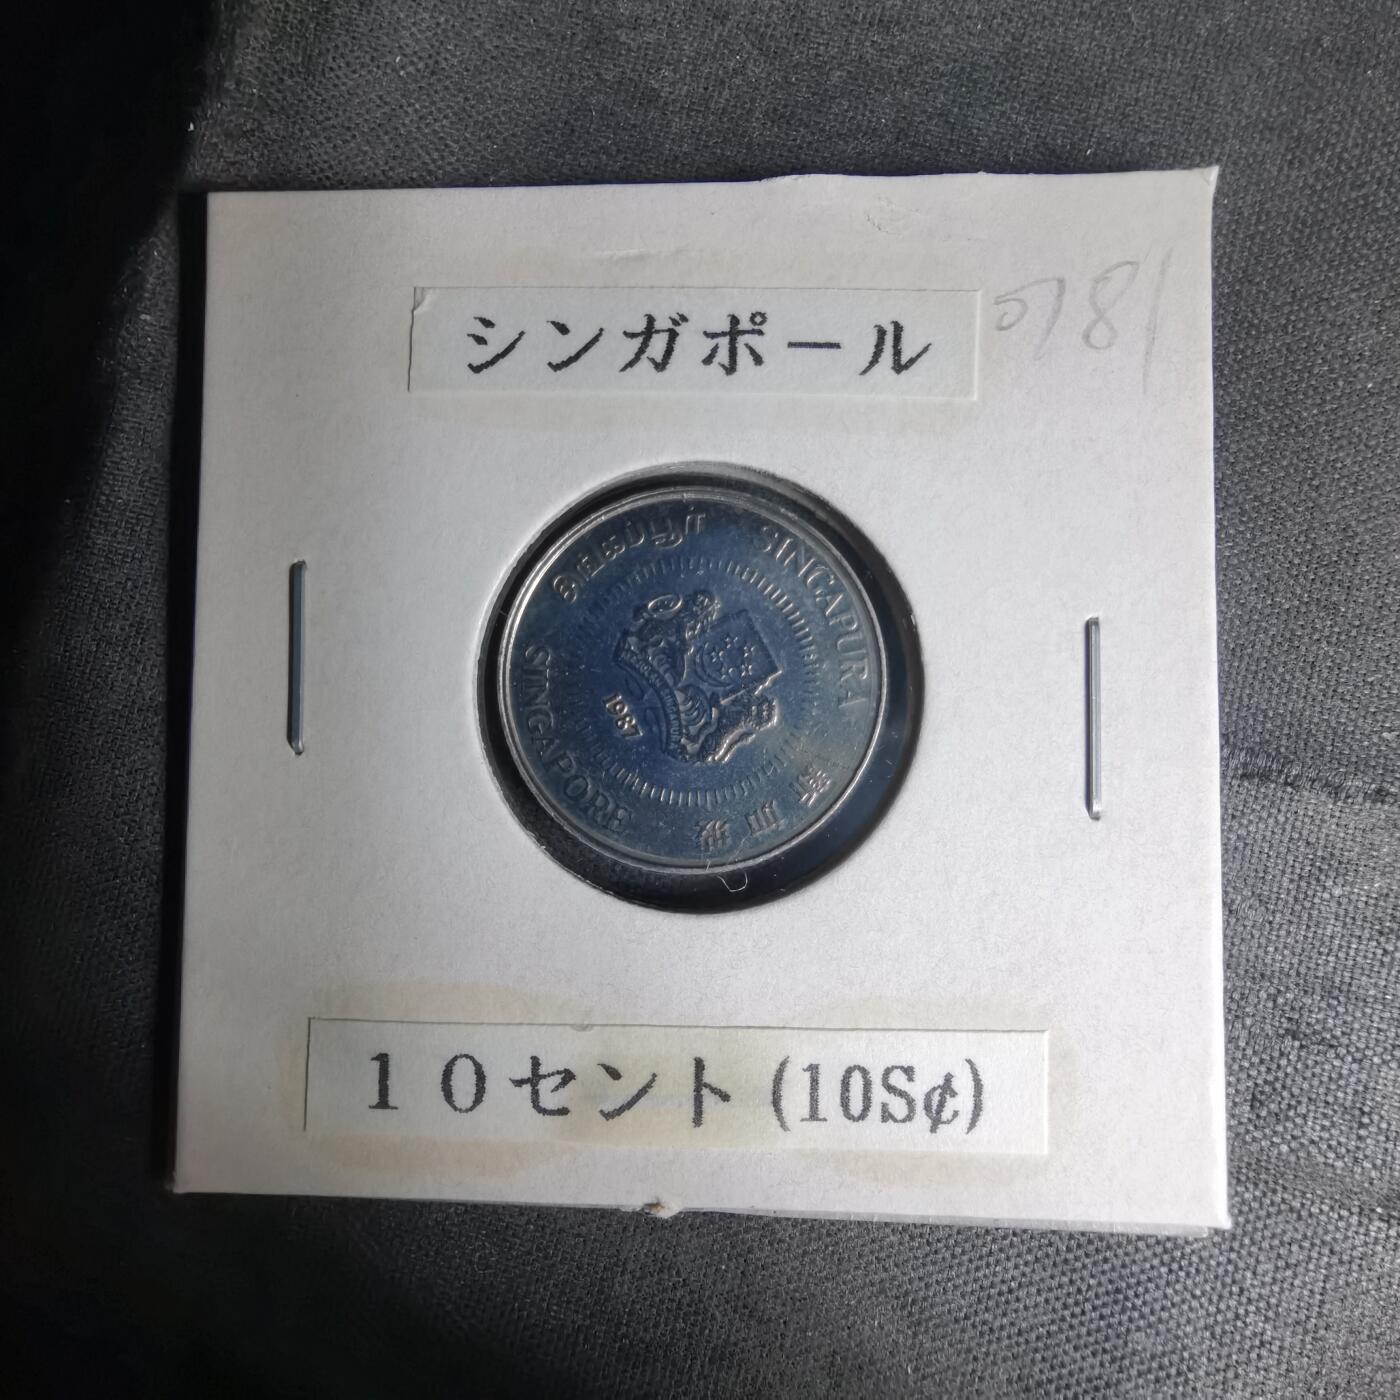 シンガポール
சிங்கப்பூர்
SINGAPURA
新加坡
SINGAPORE
1987
１０セント(10S¢)